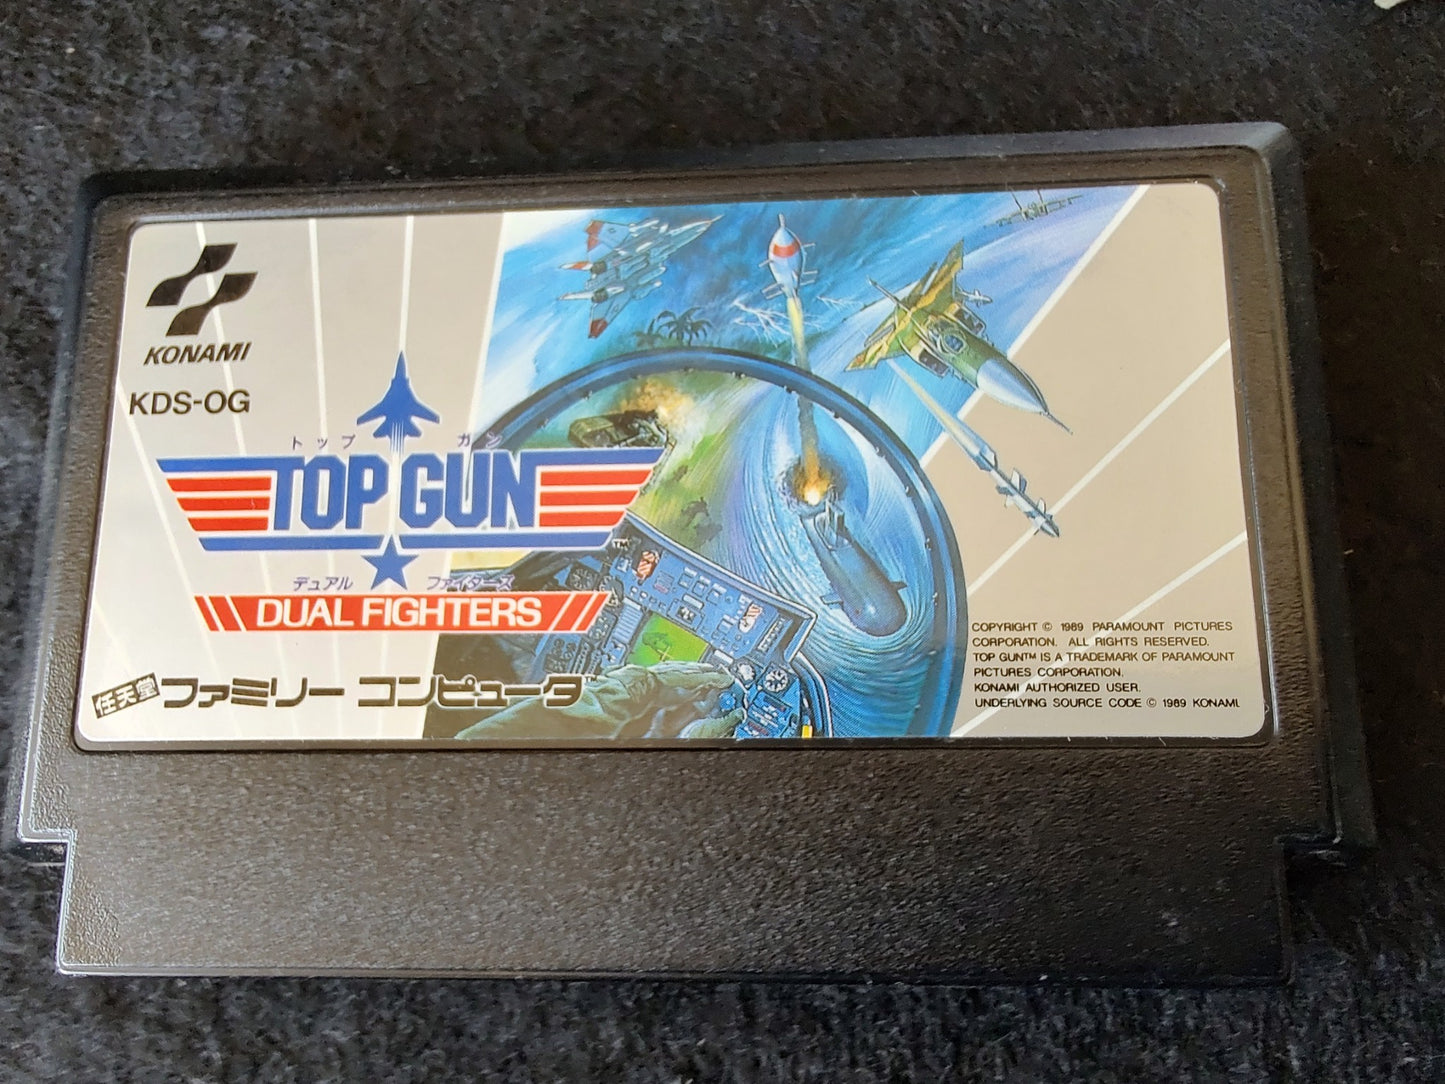 KONAMI
KDS-OG
トップ ガン
TOP GUN
TM
デュアル ファイターズ
DUAL FIGHTERS
任天堂 ファミリー コンピュータ™
COPYRIGHT © 1989 PARAMOUNT PICTURES
CORPORATION. ALL RIGHTS RESERVED.
TOP GUN™ IS A TRADEMARK OF PARAMOUNT
PICTURES CORPORATION.
KONAMI AUTHORIZED USER.
UNDERLYING SOURCE CODE © 1989 KONAMI.